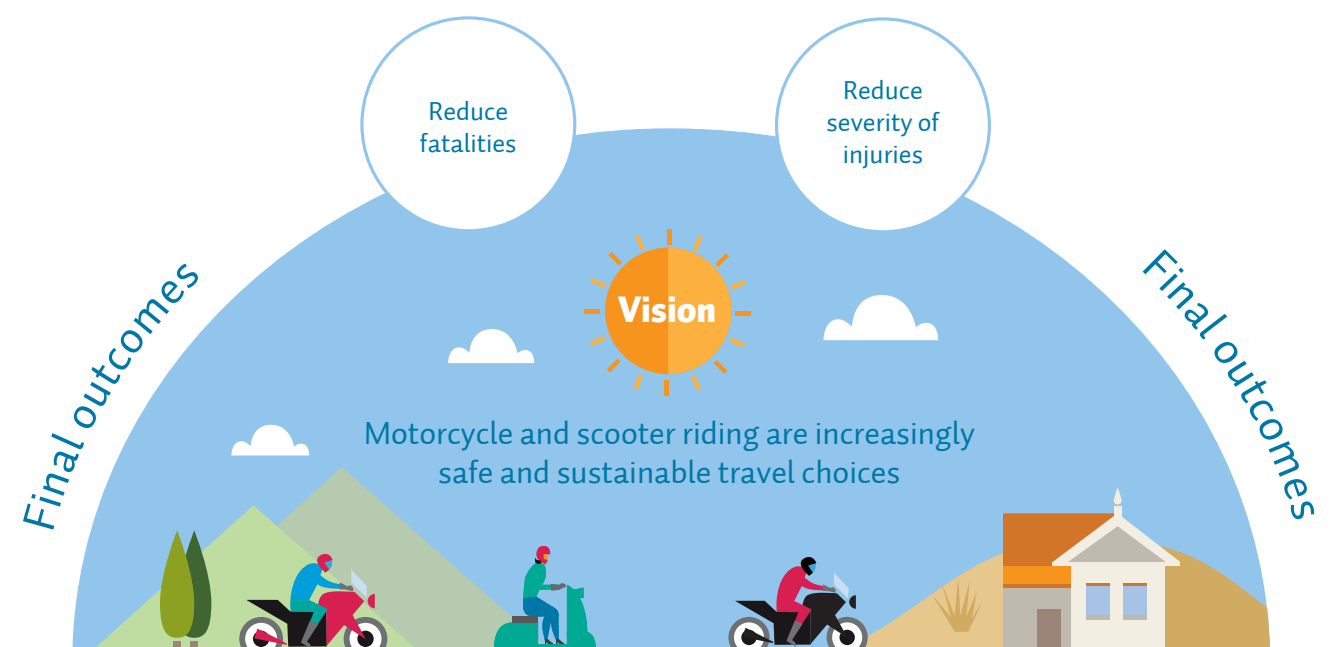 Reduce
fatalities
Reduce
severity of
injuries
Final outcomes
Final outcomes
Vision
Motorcycle and scooter riding are increasingly
safe and sustainable travel choices